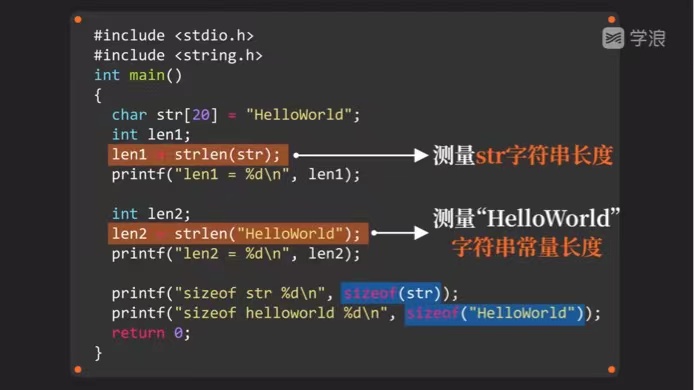 学浪
#include <stdio.h>
#include <string.h>
int main()
{
char str[20] = "HelloWorld";
int len1;
len1 = strlen(str);
测量str字符串长度
printf("len1 = %d\n", len1);
int len2;
测量“HelloWorld”
len2 = strlen("HelloWorld");
字符串常量长度
printf("len2 = %d\n", len2);
printf("sizeof str %d\n", sizeof(str));
printf("sizeof helloworld %d\n", sizeof("HelloWorld"));
return 0;
}